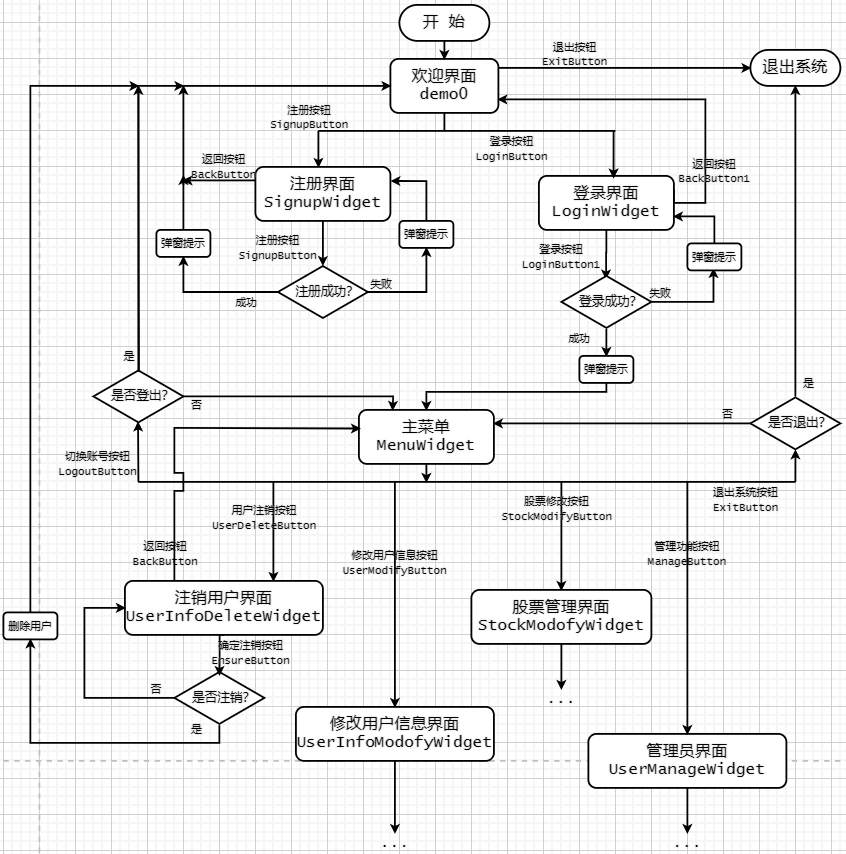 开 始
退出按钮
ExitButton
退出系统
欢迎界面
demo0
注册按钮
SignupButton
登录按钮
LoginButton
返回按钮
BackButton
返回按钮
BackButton1
注册界面
SignupWidget
登录界面
LoginWidget
弹窗提示
注册按钮
SignupButton
弹窗提示
登录按钮
LoginButton1
弹窗提示
注册成功?
失败
成功
登录成功?
失败
成功
弹窗提示
是
是否登出?
否
是
是否退出?
否
主菜单
MenuWidget
切换账号按钮
LogoutButton
用户注销按钮
UserDeleteButton
股票修改按钮
StockModifyButton
退出系统按钮
ExitButton
返回按钮
BackButton
修改用户信息按钮
UserModifyButton
管理功能按钮
ManageButton
注销用户界面
UserInfoDeleteWidget
股票管理界面
StockModofyWidget
删除用户
确定注销按钮
EnsureButton
是否注销?
否
是
...
修改用户信息界面
UserInfoModofyWidget
管理员界面
UserManageWidget
...
...